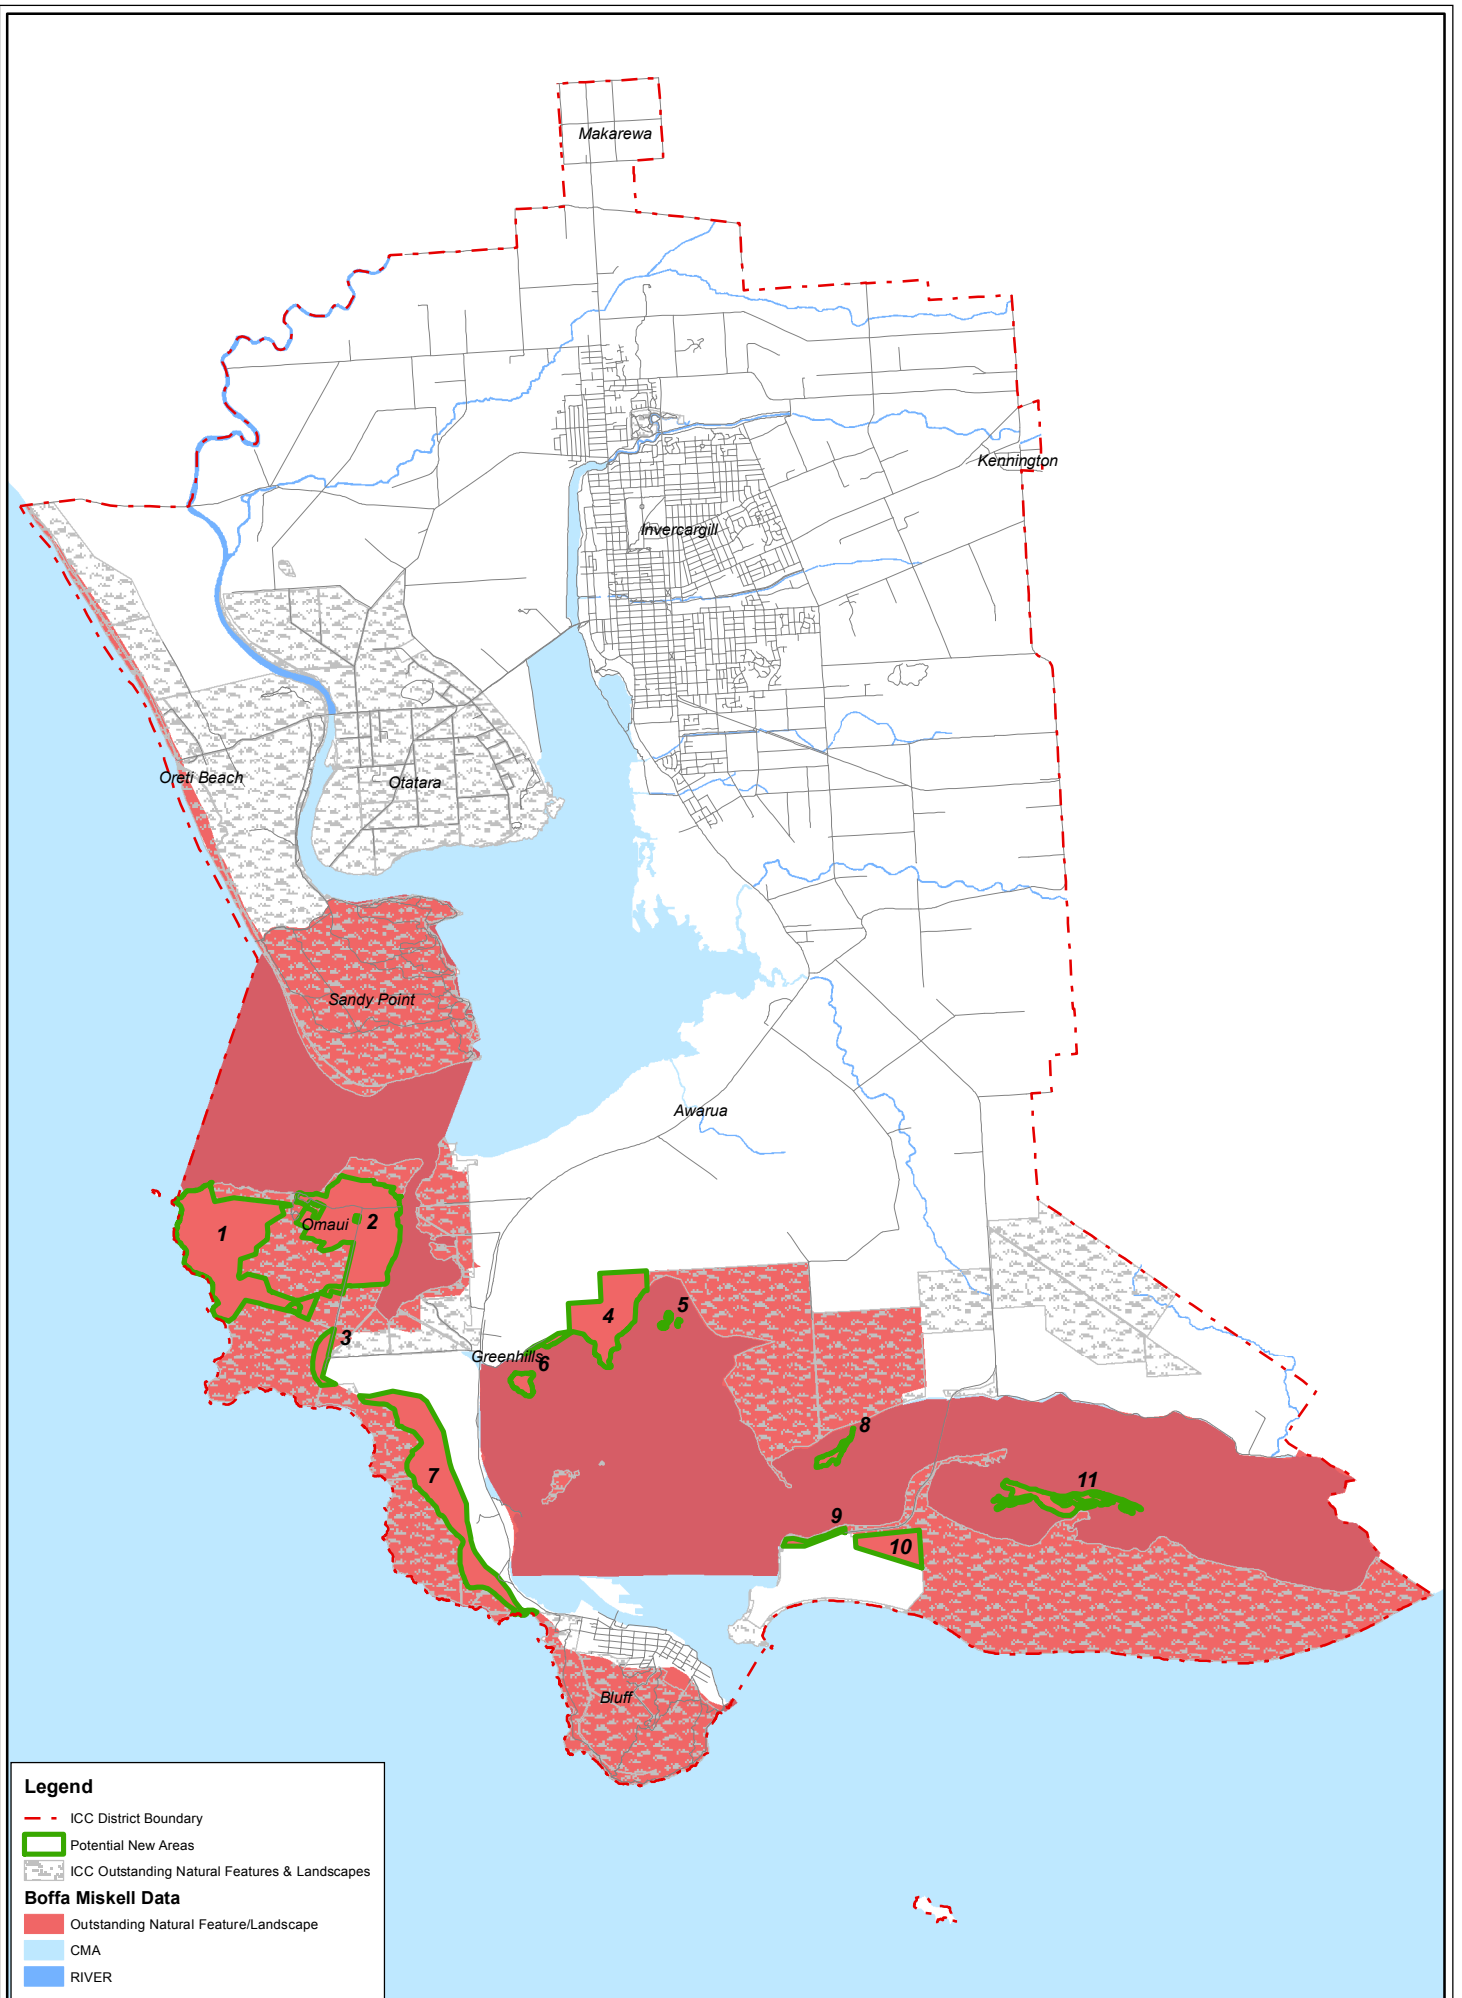 Makarewa
Kennington
Invercargill
Oreti Beach
Otatara
Sandy Point
Awarua
1
Omaui
2
3
4
5
Greenhills
6
7
8
9
10
11
Bluff
Legend
ICC District Boundary
Potential New Areas
ICC Outstanding Natural Features & Landscapes
Boffa Miskell Data
Outstanding Natural Feature/Landscape
CMA
RIVER